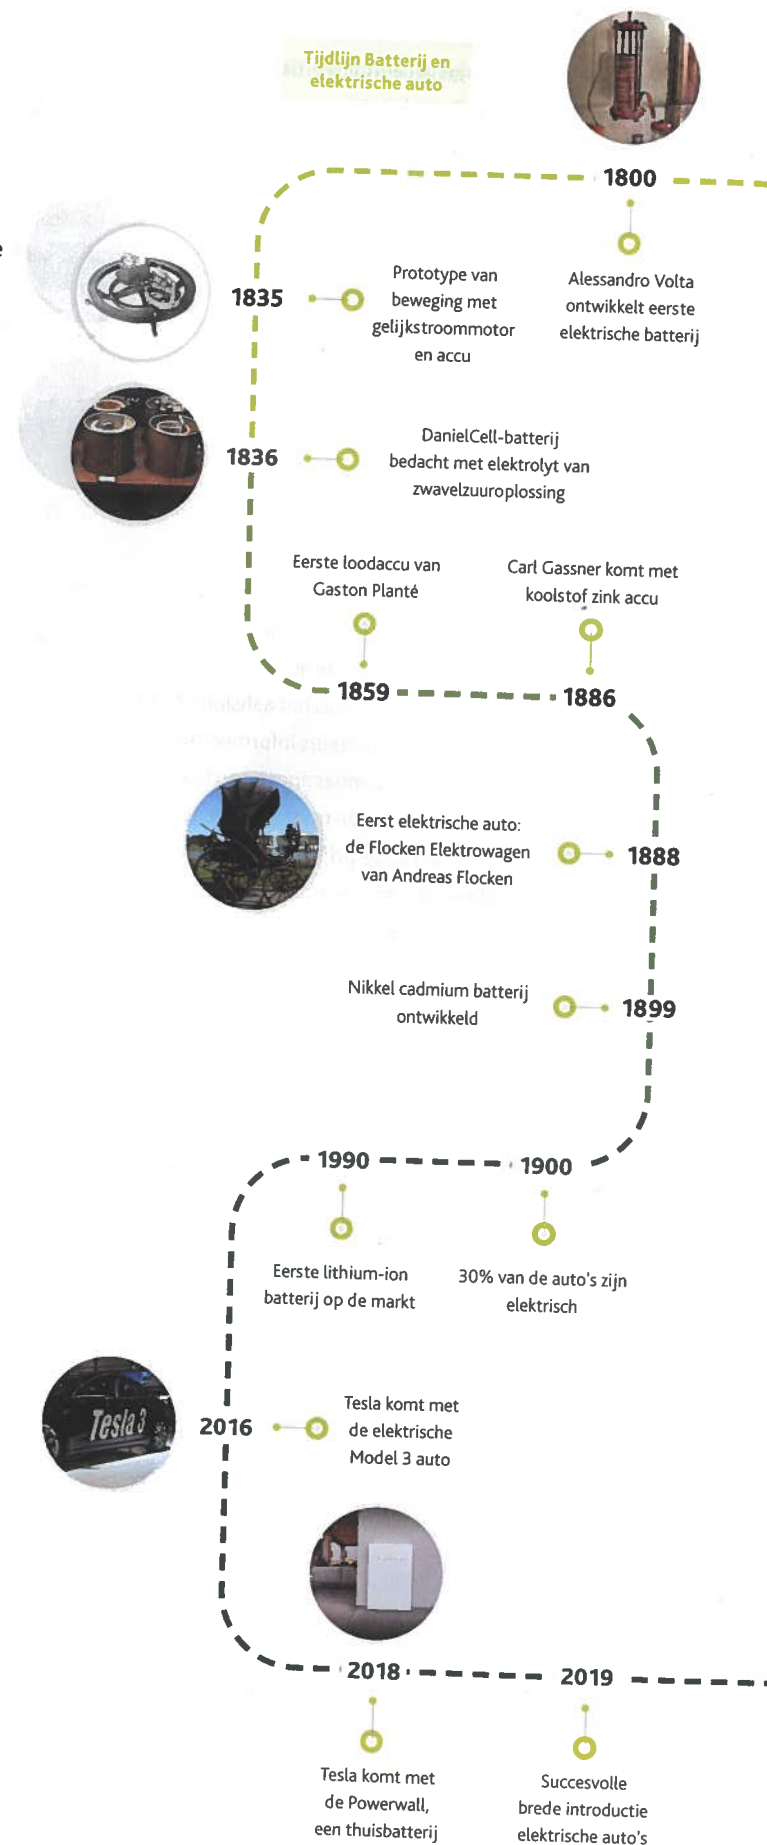 Tijdlijn Batterij en
elektrische auto
1800
Alessandro Volta
ontwikkelt eerste
elektrische batterij
1835
Prototype van
beweging met
gelijkstroommotor
en accu
1836
DanielCell-batterij
bedacht met elektrolyt van
zwavelzuuroplossing
Eerste loodaccu van
Gaston Planté
1859
Carl Gassner komt met
koolstof zink accu
1886
Eerst elektrische auto:
de Flocken Elektrowagen
van Andreas Flocken
1888
Nikkel cadmium batterij
ontwikkeld
1899
1900
30% van de auto's zijn
elektrisch
1990
Eerste lithium-ion
batterij op de markt
Tesla 3
2016
Tesla komt met
de elektrische
Model 3 auto
2018
Tesla komt met
de Powerwall,
een thuisbatterij
2019
Succesvolle
brede introductie
elektrische auto's